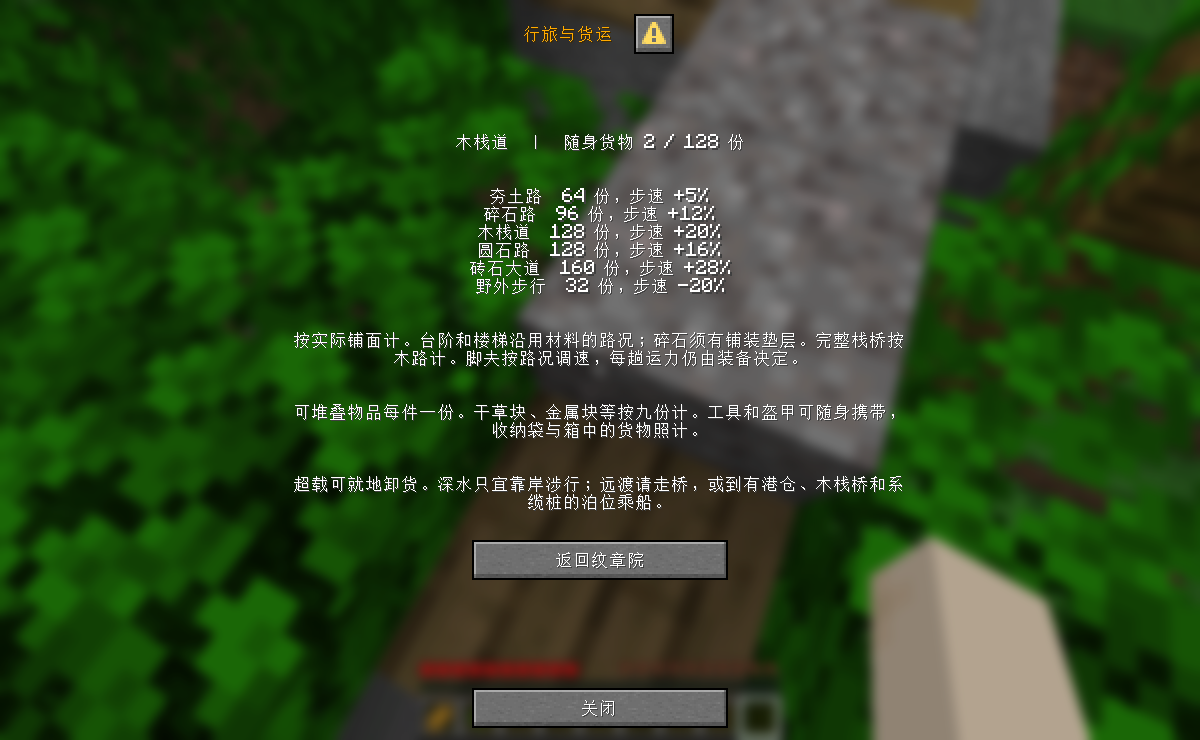 行旅与货运
木栈道 | 随身货物 2 / 128 份
夯土路 64 份，步速 +5%
碎石路 96 份，步速 +12%
木栈道 128 份，步速 +20%
圆石路 128 份，步速 +16%
砖石大道 160 份，步速 +28%
野外步行 32 份，步速 -20%
按实际铺面计。台阶和楼梯沿用材料的路况；碎石须有铺装垫层。完整栈桥按
木路计。脚夫按路况调速，每趟运力仍由装备决定。
可堆叠物品每件一份。干草块、金属块等按九份计。工具和盔甲可随身携带，
收纳袋与箱中的货物照计。
超载可就地卸货。深水只宜靠岸涉行；远渡请走桥，或到有港仓、木栈桥和系
缆桩的泊位乘船。
返回纹章院
关闭